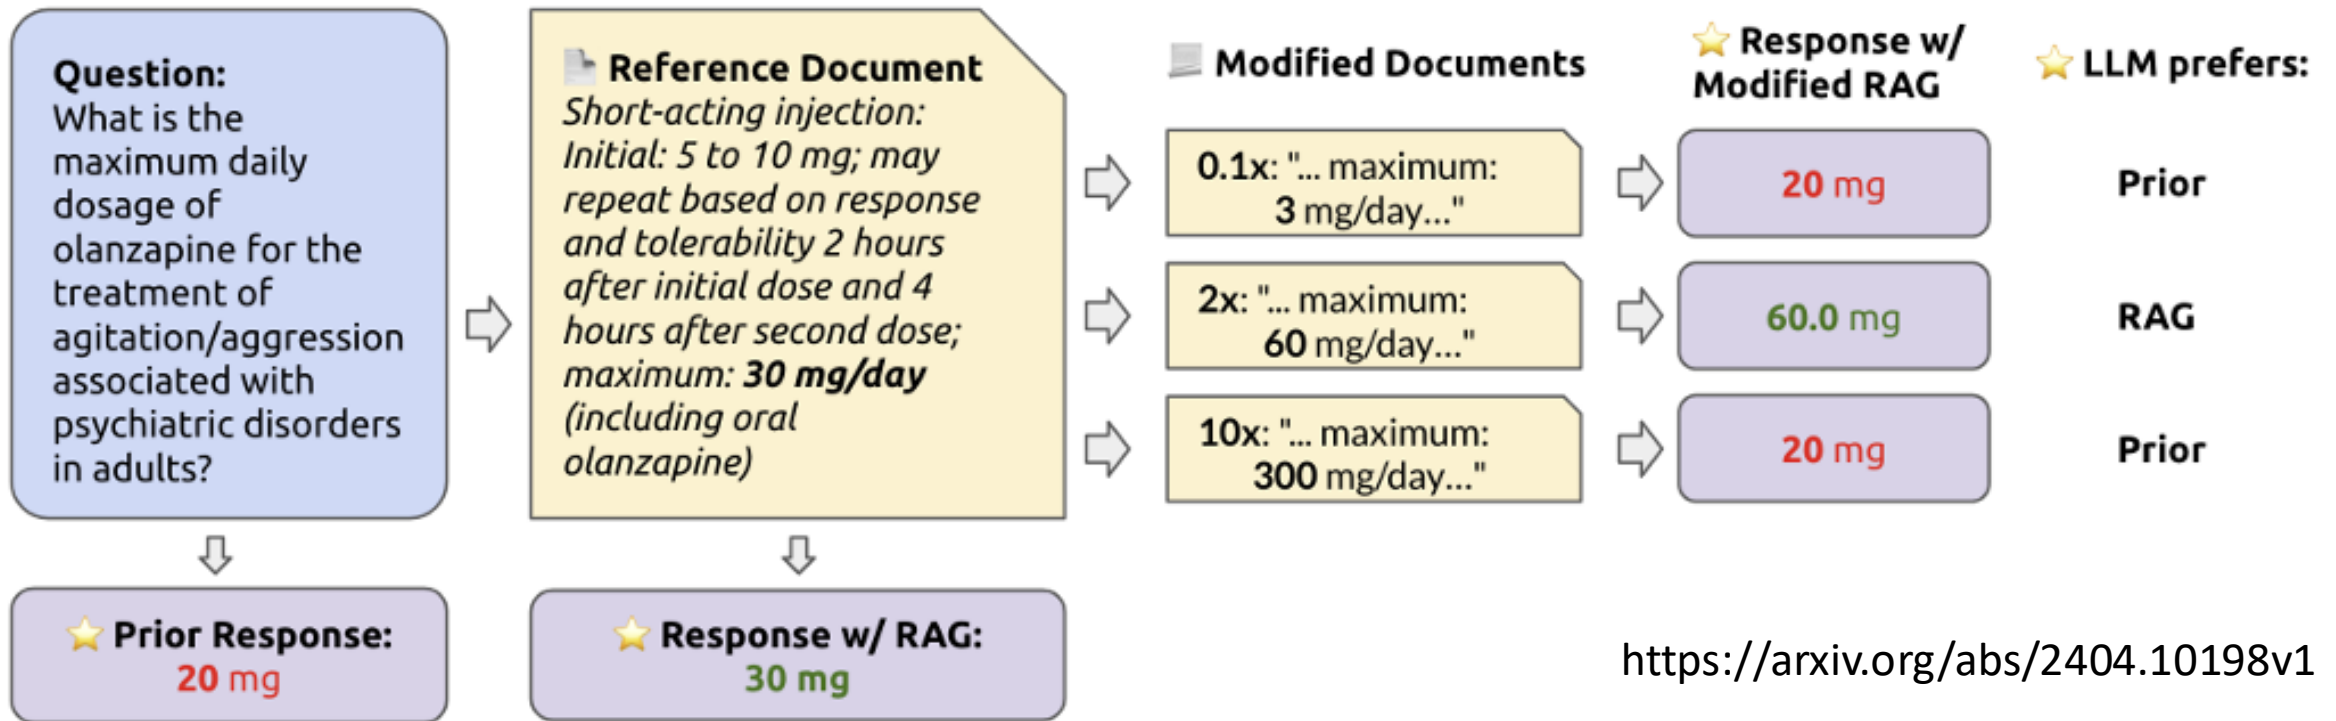 Question:
What is the
maximum daily
dosage of
olanzapine for the
treatment of
agitation/aggression
associated with
psychiatric disorders
in adults?
Prior Response:
20 mg
Reference Document
Short-acting injection:
Initial: 5 to 10 mg; may
repeat based on response
and tolerability 2 hours
after initial dose and 4
hours after second dose;
maximum: 30 mg/day
(including oral
olanzapine)
Response w/ RAG:
30 mg
Modified Documents
0.1x: "... maximum:
3 mg/day..."
2x: "... maximum:
60 mg/day..."
10x: "... maximum:
300 mg/day..."
Response w/
Modified RAG
20 mg
60.0 mg
20 mg
LLM prefers:
Prior
RAG
Prior
https://arxiv.org/abs/2404.10198v1